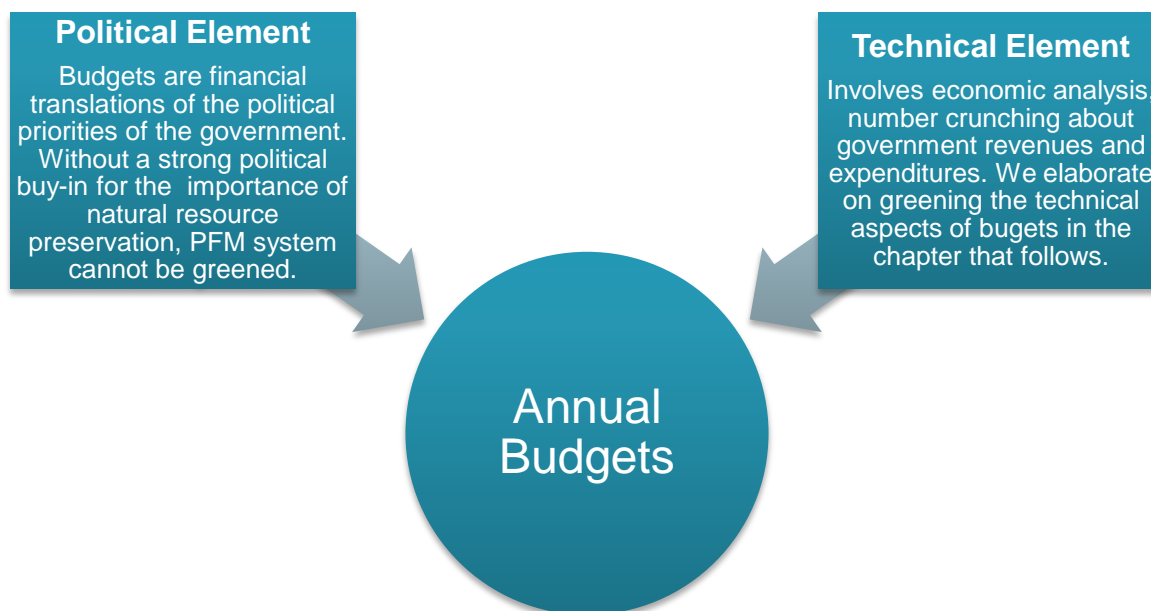 Political Element
Budgets are financial
translations of the political
priorities of the government.
Without a strong political
buy-in for the importance of
natural resource
preservation, PFM system
cannot be greened.
Technical Element
Involves economic analysis,
number crunching about
government revenues and
expenditures. We elaborate
on greening the technical
aspects of bugets in the
chapter that follows.
Annual
Budgets